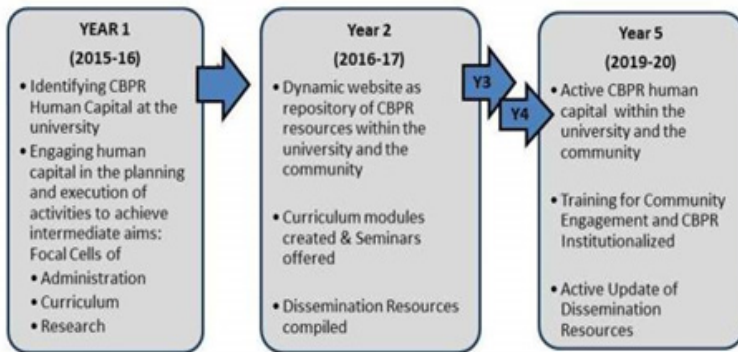 YEAR 1
(2015-16)
• Identifying CBPR
Human Capital at the
university
• Engaging human
capital in the planning
and execution of
activities to achieve
intermediate aims:
Focal Cells of
• Administration
• Curriculum
• Research
Year 2
(2016-17)
• Dynamic website as
repository of CBPR
resources within the
university and the
community
• Curriculum modules
created & Seminars
offered
• Dissemination Resources
compiled
Y3
Y4
Year 5
(2019-20)
• Active CBPR human
capital within the
university and the
community
• Training for Community
Engagement and CBPR
Institutionalized
• Active Update of
Dissemination
Resources